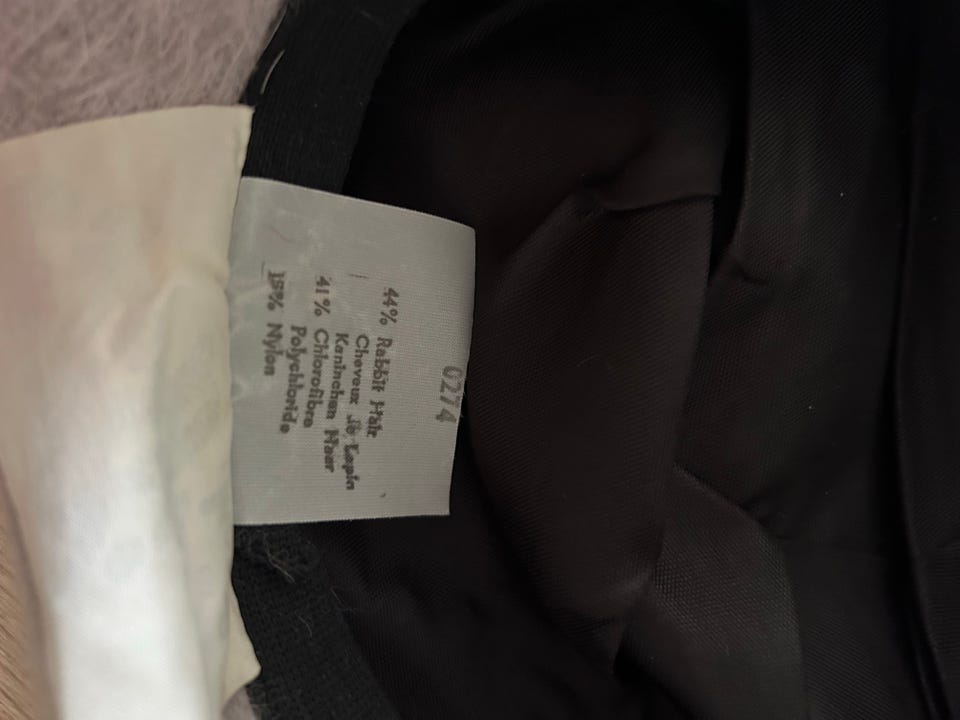 0274
44% Rabbit Hair
Cheveux de Lapin
Kaninchen Haar
41% Chlorofibre
Polychloride
15% Nylon